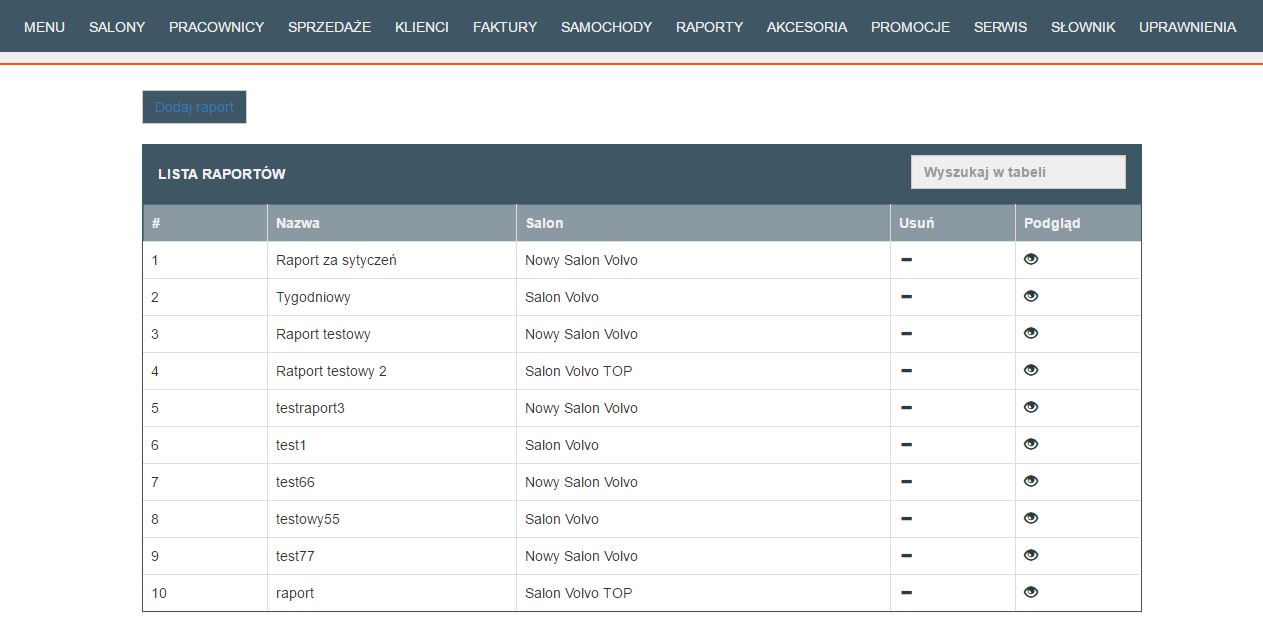 MENU SALONY PRACOWNICY SPRZEDAŻE KLIENCI FAKTURY SAMOCHODY RAPORTY AKCESORIA PROMOCJE SERWIS SŁOWNIK UPRAWNIENIA
Dodaj raport
LISTA RAPORTÓW Wyszukaj w tabeli
# Nazwa Salon Usuń Podgląd
1 Raport za sytyczeń Nowy Salon Volvo
2 Tygodniowy Salon Volvo
3 Raport testowy Nowy Salon Volvo
4 Ratport testowy 2 Salon Volvo TOP
5 testraport3 Nowy Salon Volvo
6 test1 Salon Volvo
7 test66 Nowy Salon Volvo
8 testowy55 Salon Volvo
9 test77 Nowy Salon Volvo
10 raport Salon Volvo TOP